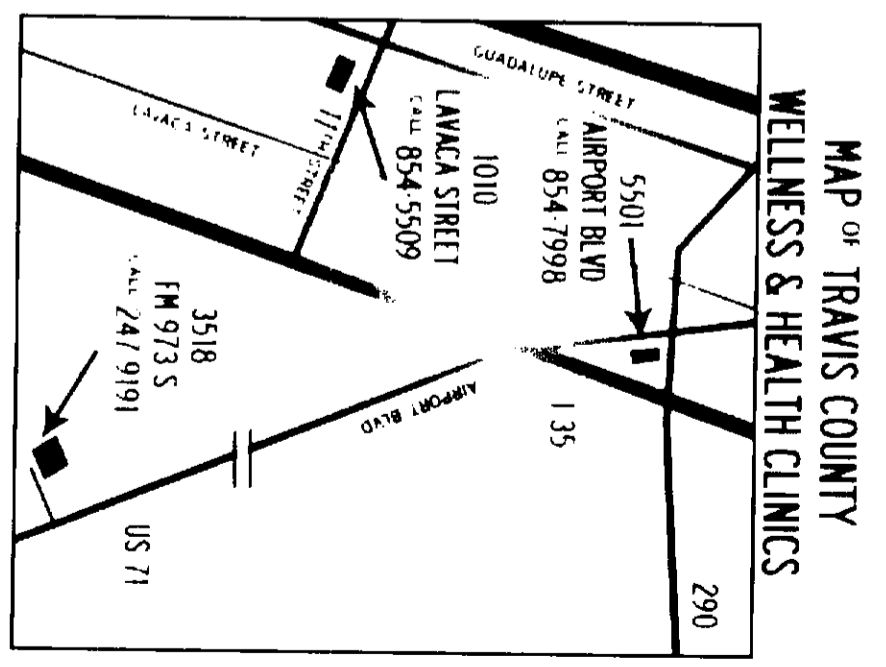 MAP OF TRAVIS COUNTY
WELLNESS & HEALTH CLINICS
GUADALUPE STREET
5501
AIRPORT BLVD
CALL 854-7998
290
I 35
1010
LAVACA STREET
CALL 854-5509
11TH STREET
LAVACA STREET
AIRPORT BLVD
3518
FM 973 S
CALL 247 9191
US 71